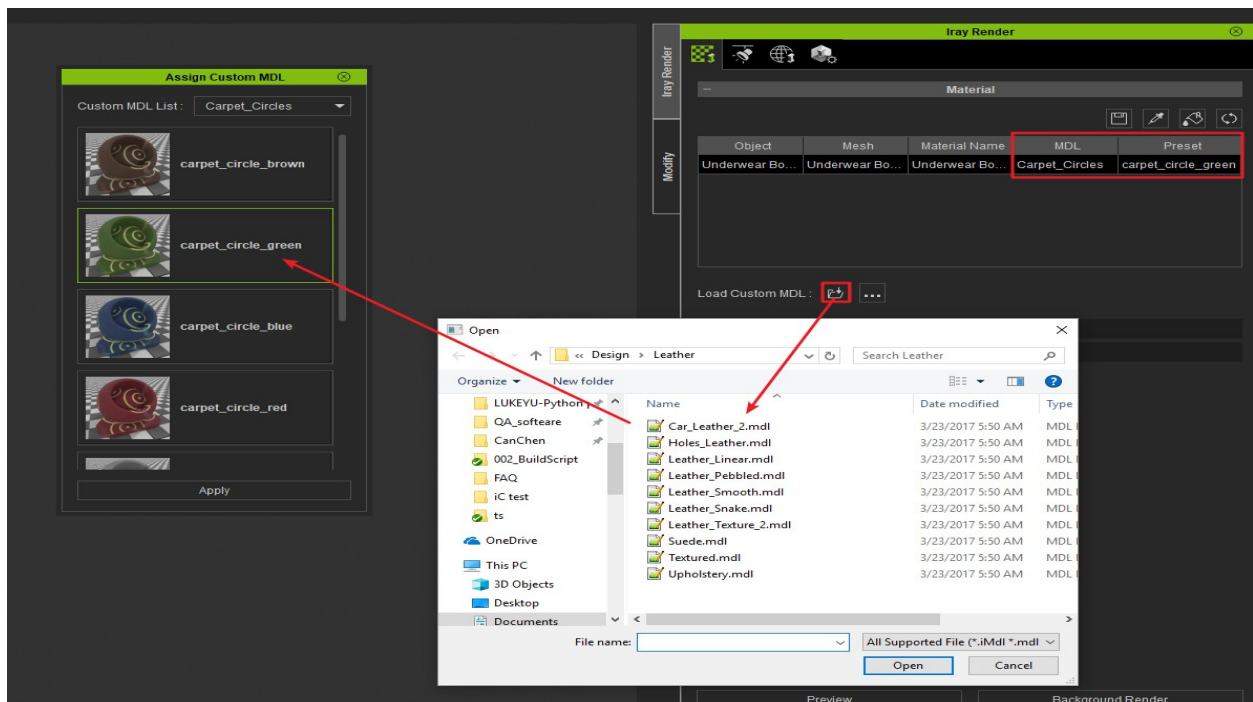 Assign Custom MDL
Custom MDL List : Carpet_Circles
carpet_circle_brown
carpet_circle_green
carpet_circle_blue
carpet_circle_red
Apply
Iray Render
Modify
Iray Render
Material
Object Mesh Material Name MDL Preset
Underwear Bo... Underwear Bo... Underwear Bo... Carpet_Circles carpet_circle_green
Load Custom MDL : ...
Open
« Design > Leather
Search Leather
Organize New folder
LUKEYU-Python
QA_softeare
CanChen
002_BuildScript
FAQ
iC test
ts
OneDrive
This PC
3D Objects
Desktop
Documents
Name Date modified Type
Car_Leather_2.mdl 3/23/2017 5:50 AM MDL
Holes_Leather.mdl 3/23/2017 5:50 AM MDL
Leather_Linear.mdl 3/23/2017 5:50 AM MDL
Leather_Pebbled.mdl 3/23/2017 5:50 AM MDL
Leather_Smooth.mdl 3/23/2017 5:50 AM MDL
Leather_Snake.mdl 3/23/2017 5:50 AM MDL
Leather_Texture_2.mdl 3/23/2017 5:50 AM MDL
Suede.mdl 3/23/2017 5:50 AM MDL
Textured.mdl 3/23/2017 5:50 AM MDL
Upholstery.mdl 3/23/2017 5:50 AM MDL
File name: All Supported File (*.iMdl *.mdl
Open Cancel
Preview Background Render